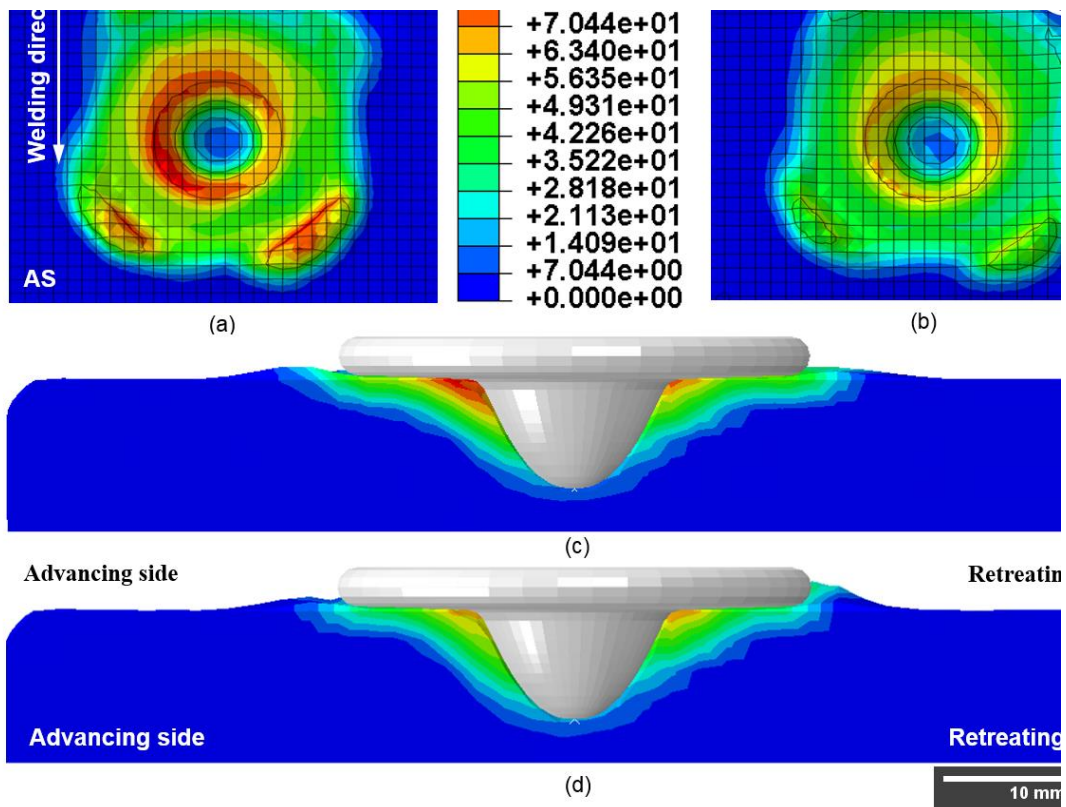 Welding direc
AS
+7.044e+01
+6.340e+01
+5.635e+01
+4.931e+01
+4.226e+01
+3.522e+01
+2.818e+01
+2.113e+01
+1.409e+01
+7.044e+00
+0.000e+00
(a)
(b)
(c)
Advancing side
Retreatin
Advancing side
Retreating
(d)
10 mm